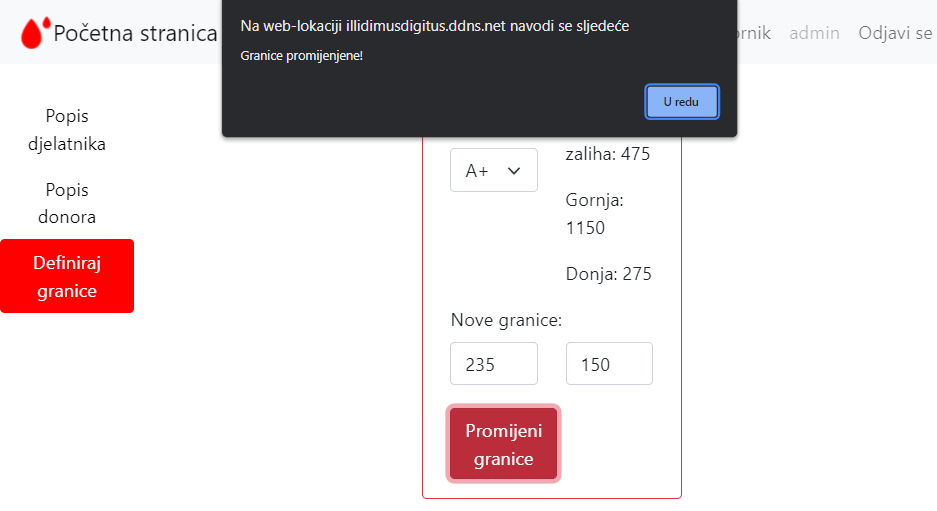 Početna stranica
Na web-lokaciji illidimusdigitus.ddns.net navodi se sljedeće
Granice promijenjene!
U redu
admin
Odjavi se
Popis
djelatnika
Popis
donora
Definiraj
granice
A+
zaliha: 475
Gornja:
1150
Donja: 275
Nove granice:
235
150
Promijeni
granice